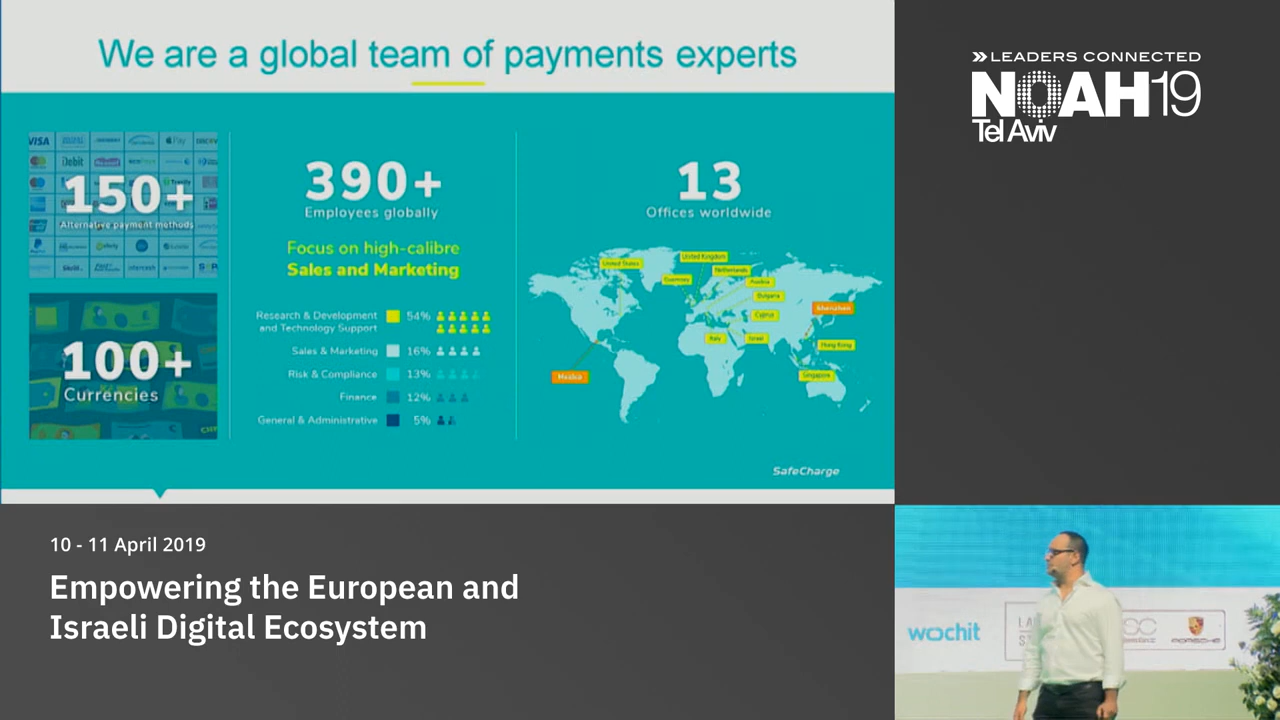 We are a global team of payments experts
LEADERS CONNECTED
NOAH19
Tel Aviv
VISA
Pay
Debit
150+
Alternative payment methods
100+
Currencies
390+
Employees globally
Focus on high-calibre
Sales and Marketing
Research & Development
and Technology Support
54%
Sales & Marketing
16%
Risk & Compliance
13%
Finance
12%
General & Administrative
5%
13
Offices worldwide
United States
United Kingdom
Guernsey
Netherlands
Austria
Bulgaria
Cyprus
Italy
Israel
Shenzhen
Hong Kong
Singapore
Mexico
SafeCharge
10 - 11 April 2019
Empowering the European and
Israeli Digital Ecosystem
wochit
PORSCHE